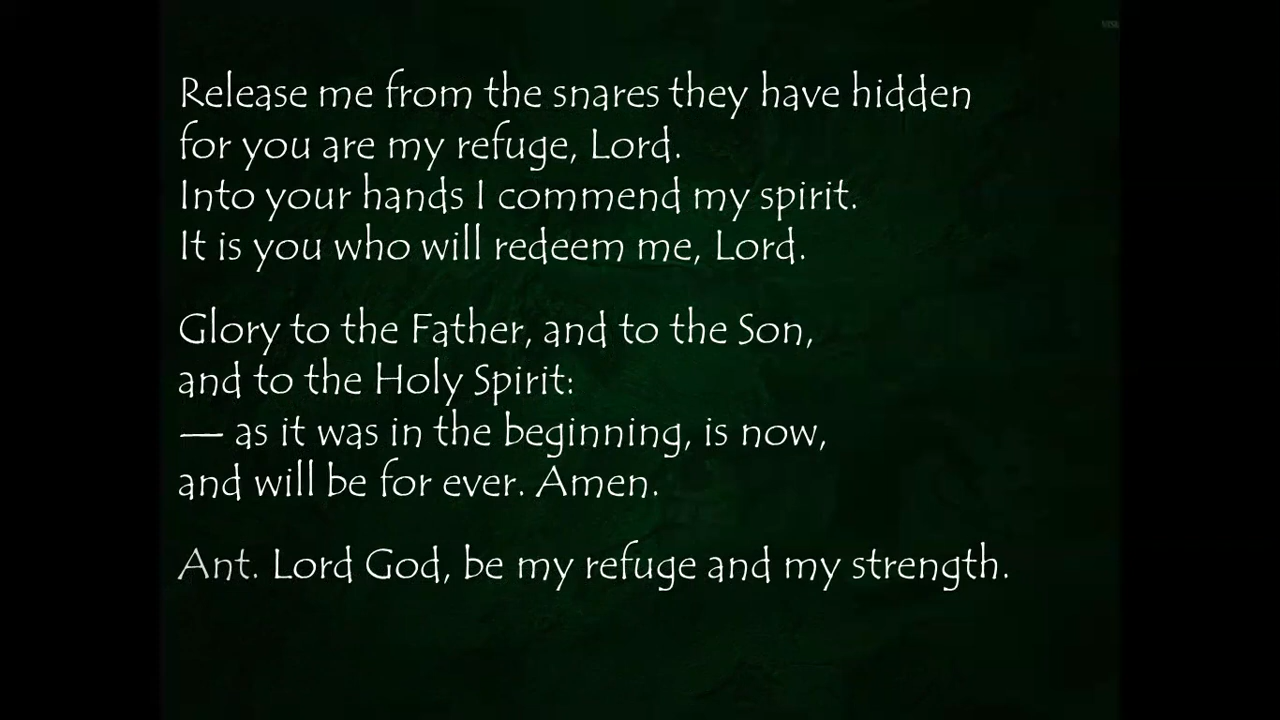 Release me from the snares they have hidden
for you are my refuge, Lord.
Into your hands I commend my spirit.
It is you who will redeem me, Lord.
Glory to the Father, and to the Son,
and to the Holy Spirit:
— as it was in the beginning, is now,
and will be for ever. Amen.
Ant. Lord God, be my refuge and my strength.